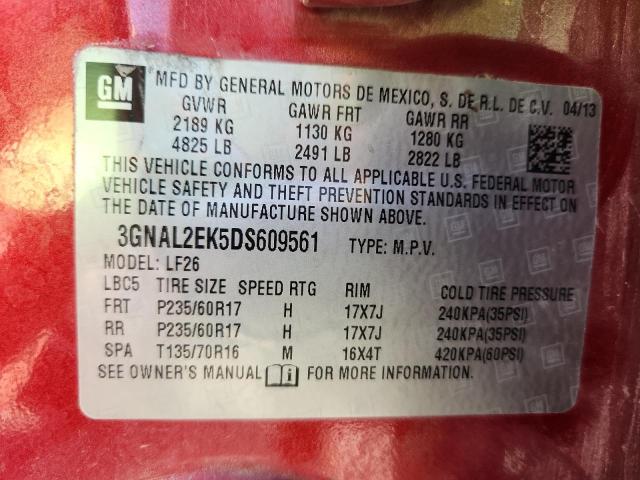 GM
MFD BY GENERAL MOTORS DE MEXICO, S. DE R.L. DE C.V. 04/13
GVWR GAWR FRT GAWR RR
2189 KG 1130 KG 1280 KG
4825 LB 2491 LB 2822 LB
THIS VEHICLE CONFORMS TO ALL APPLICABLE U.S. FEDERAL MOTOR
VEHICLE SAFETY AND THEFT PREVENTION STANDARDS IN EFFECT ON
THE DATE OF MANUFACTURE SHOWN ABOVE.
3GNAL2EK5DS609561 TYPE: M.P.V.
MODEL: LF26
LBC5 TIRE SIZE SPEED RTG RIM COLD TIRE PRESSURE
FRT P235/60R17 H 17X7J 240KPA(35PSI)
RR P235/60R17 H 17X7J 240KPA(35PSI)
SPA T135/70R16 M 16X4T 420KPA(60PSI)
SEE OWNER'S MANUAL i FOR MORE INFORMATION.